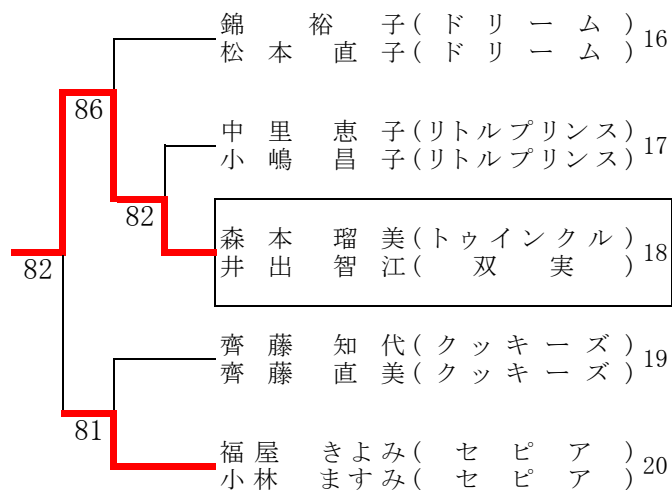 錦 裕 子 ( ド リ ー ム ) 16
松 本 直 子 ( ド リ ー ム )
86
中 里 恵 子 (リトルプリンス) 17
小 嶋 昌 子 (リトルプリンス)
82
森 本 瑠 美 (トゥインクル) 18
井 出 智 江 ( 双 実 )
82
齊 藤 知 代 ( ク ッ キ ー ズ ) 19
齊 藤 直 美 ( ク ッ キ ー ズ )
81
福 屋 きよみ ( セ ピ ア ) 20
小 林 ますみ ( セ ピ ア )